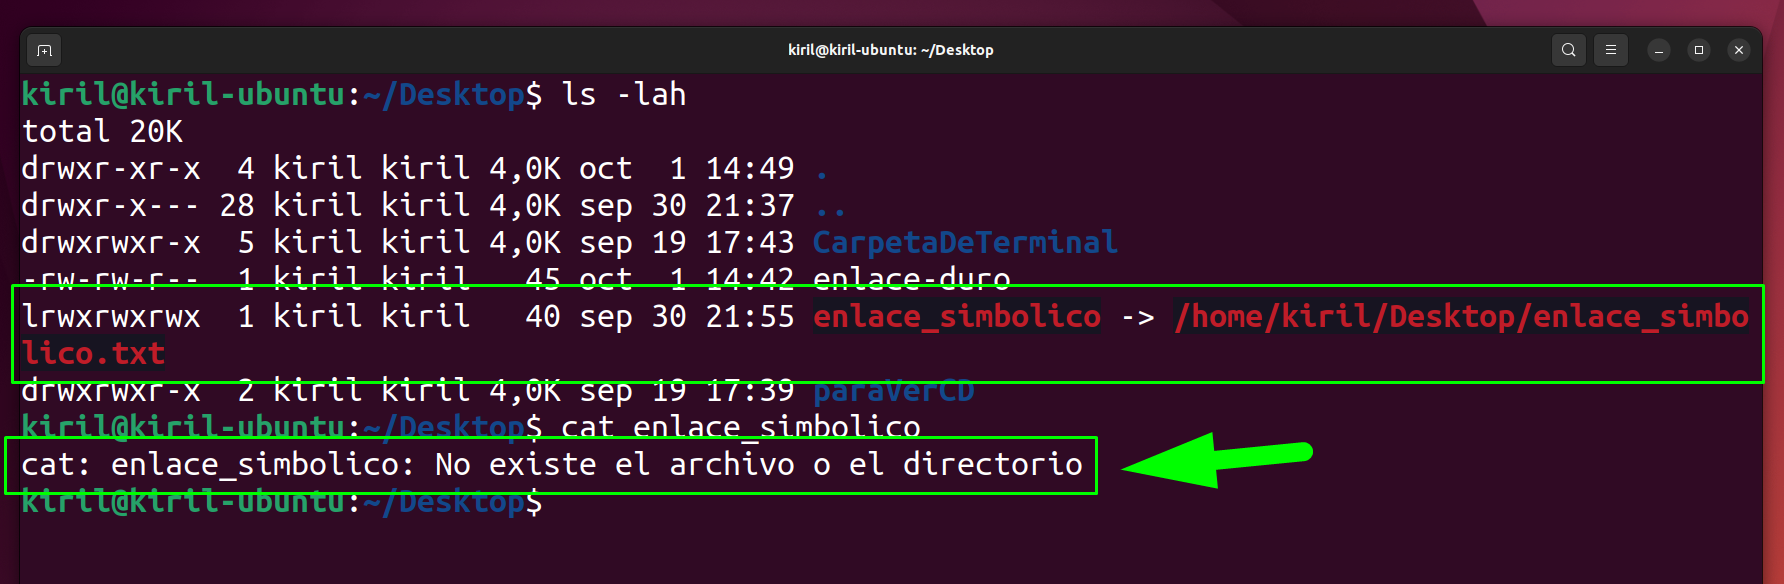 kiril@kiril-ubuntu: ~/Desktop
kiril@kiril-ubuntu:~/Desktop$ ls -lah
total 20K
drwxr-xr-x  4 kiril kiril 4,0K oct  1 14:49 .
drwxr-x--- 28 kiril kiril 4,0K sep 30 21:37 ..
drwxrwxr-x  5 kiril kiril 4,0K sep 19 17:43 CarpetaDeTerminal
-rw-rw-r--  1 kiril kiril   45 oct  1 14:42 enlace-duro
lrwxrwxrwx  1 kiril kiril   40 sep 30 21:55 enlace_simbolico -> /home/kiril/Desktop/enlace_simbo
lico.txt
drwxrwxr-x  2 kiril kiril 4,0K sep 19 17:39 paraVerCD
kiril@kiril-ubuntu:~/Desktop$ cat enlace_simbolico
cat: enlace_simbolico: No existe el archivo o el directorio
kiril@kiril-ubuntu:~/Desktop$